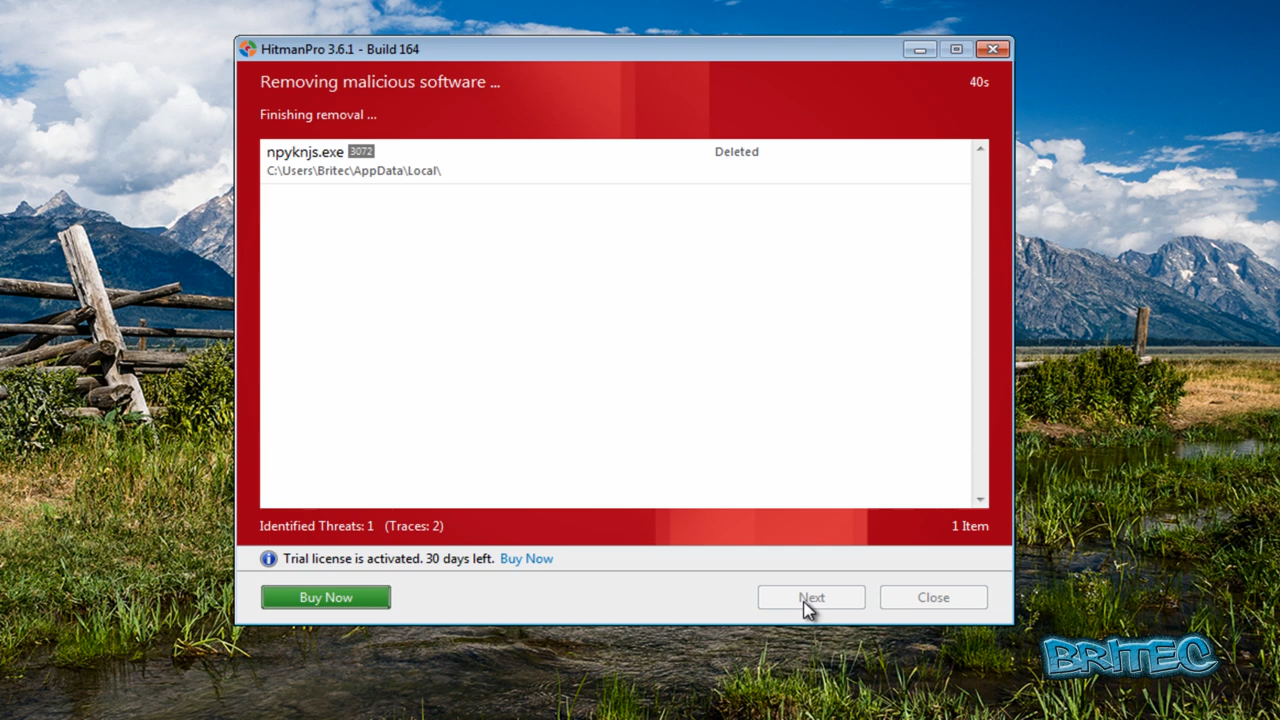 HitmanPro 3.6.1 - Build 164
Removing malicious software ...
40s
Finishing removal ...
npyknjs.exe 3072
Deleted
C:\Users\Britec\AppData\Local\
Identified Threats: 1 (Traces: 2)
1 Item
Trial license is activated. 30 days left. Buy Now
Buy Now
Next
Close
BRITEC